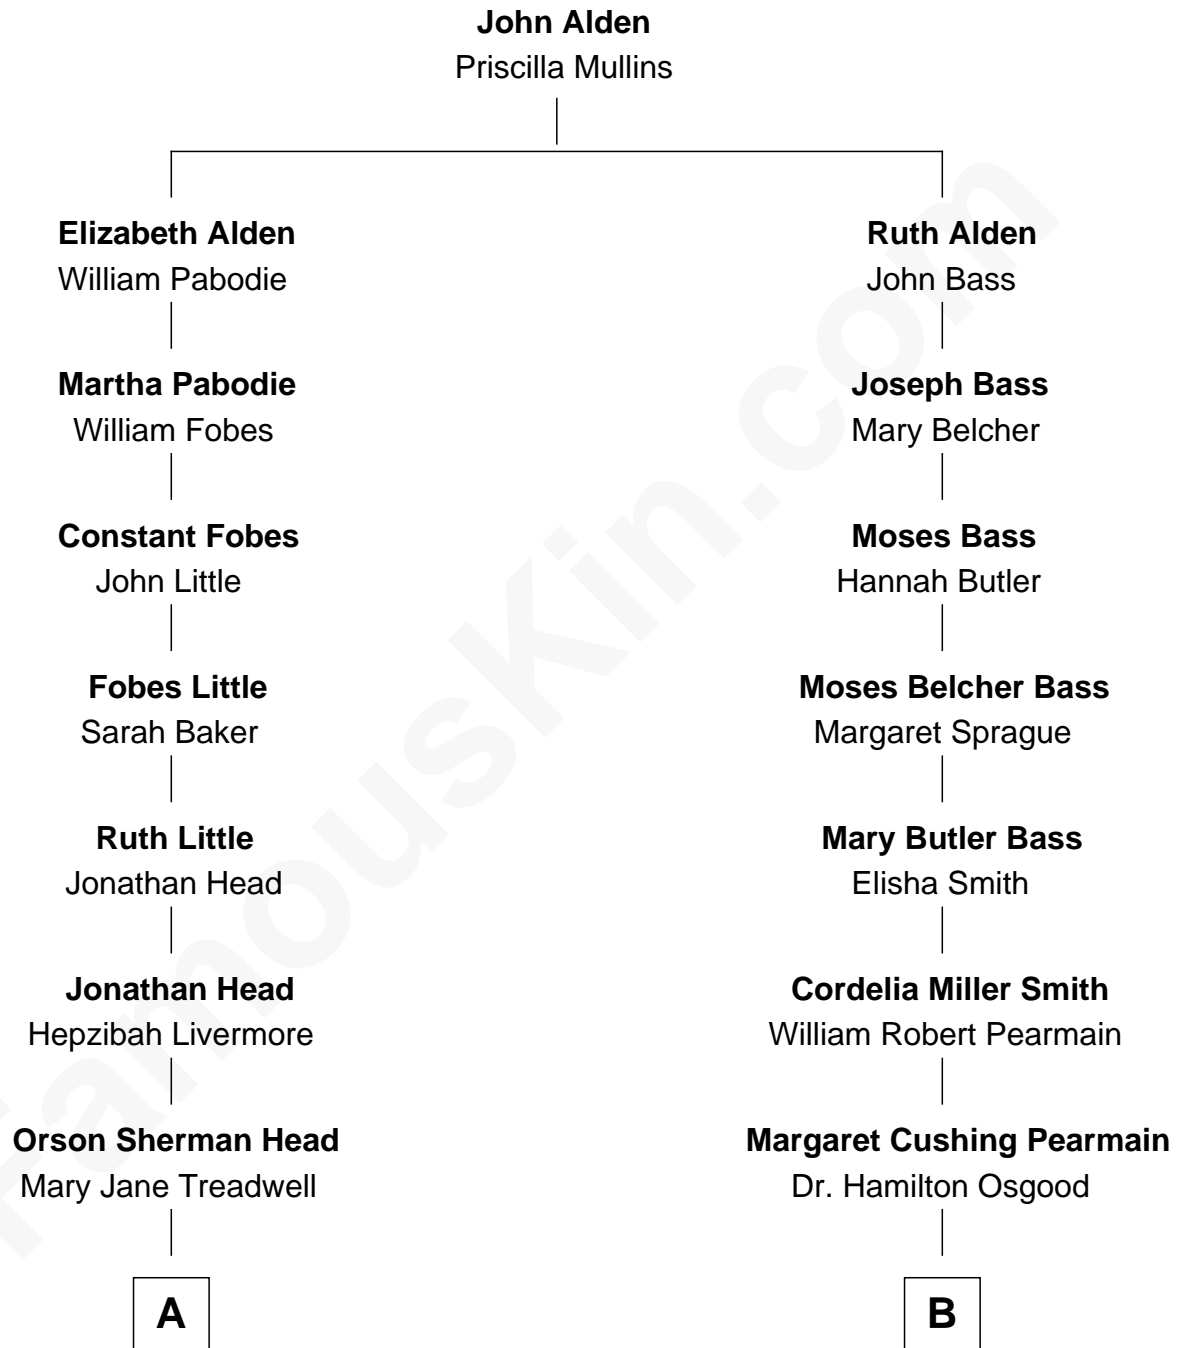 John Alden
Priscilla Mullins
Elizabeth Alden
William Pabodie
Martha Pabodie
William Fobes
Constant Fobes
John Little
Fobes Little
Sarah Baker
Ruth Little
Jonathan Head
Jonathan Head
Hepzibah Livermore
Orson Sherman Head
Mary Jane Treadwell
A
Ruth Alden
John Bass
Joseph Bass
Mary Belcher
Moses Bass
Hannah Butler
Moses Belcher Bass
Margaret Sprague
Mary Butler Bass
Elisha Smith
Cordelia Miller Smith
William Robert Pearmain
Margaret Cushing Pearmain
Dr. Hamilton Osgood
B
FamousKin.com